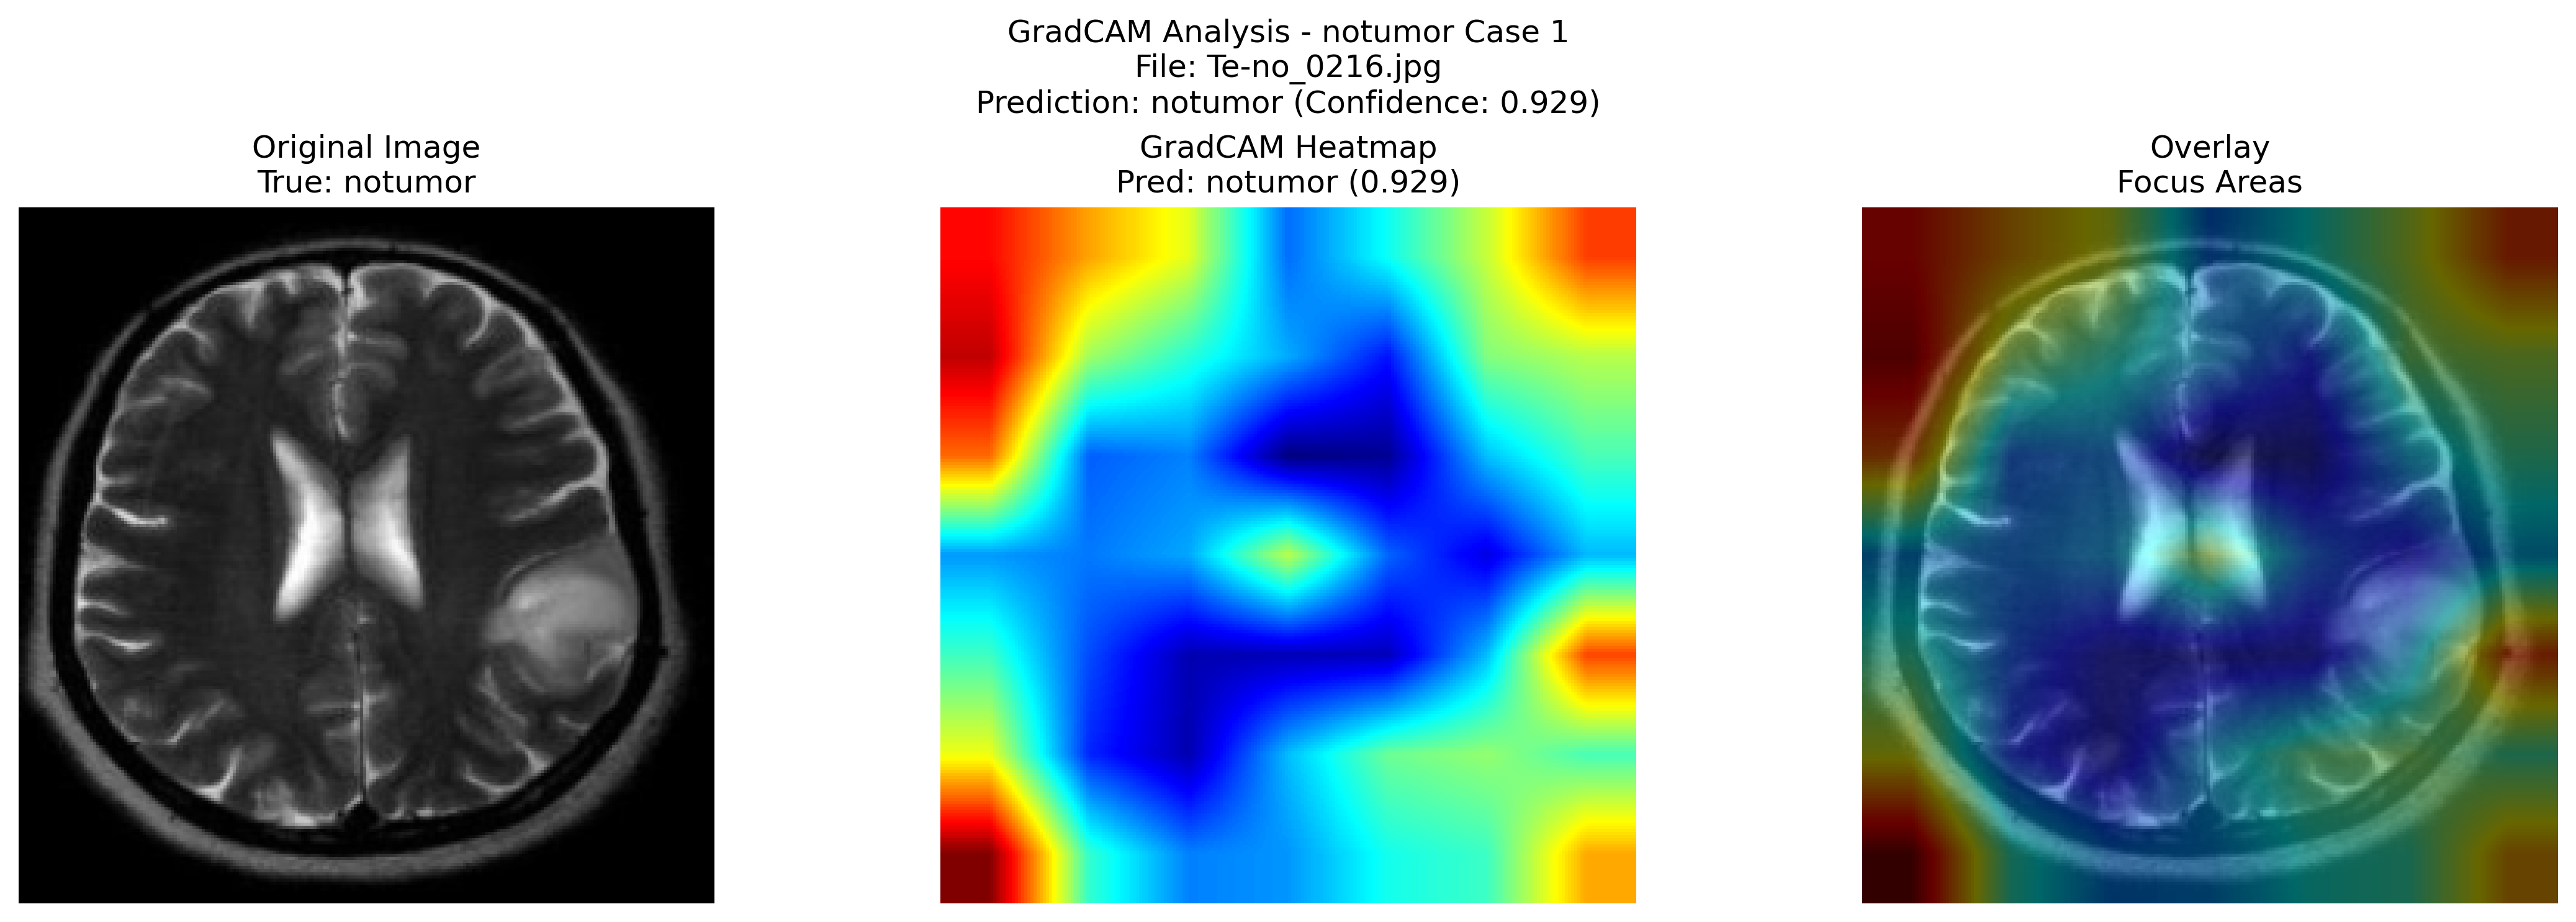 GradCAM Analysis - notumor Case 1
File: Te-no_0216.jpg
Prediction: notumor (Confidence: 0.929)
Original Image
True: notumor
GradCAM Heatmap
Pred: notumor (0.929)
Overlay
Focus Areas